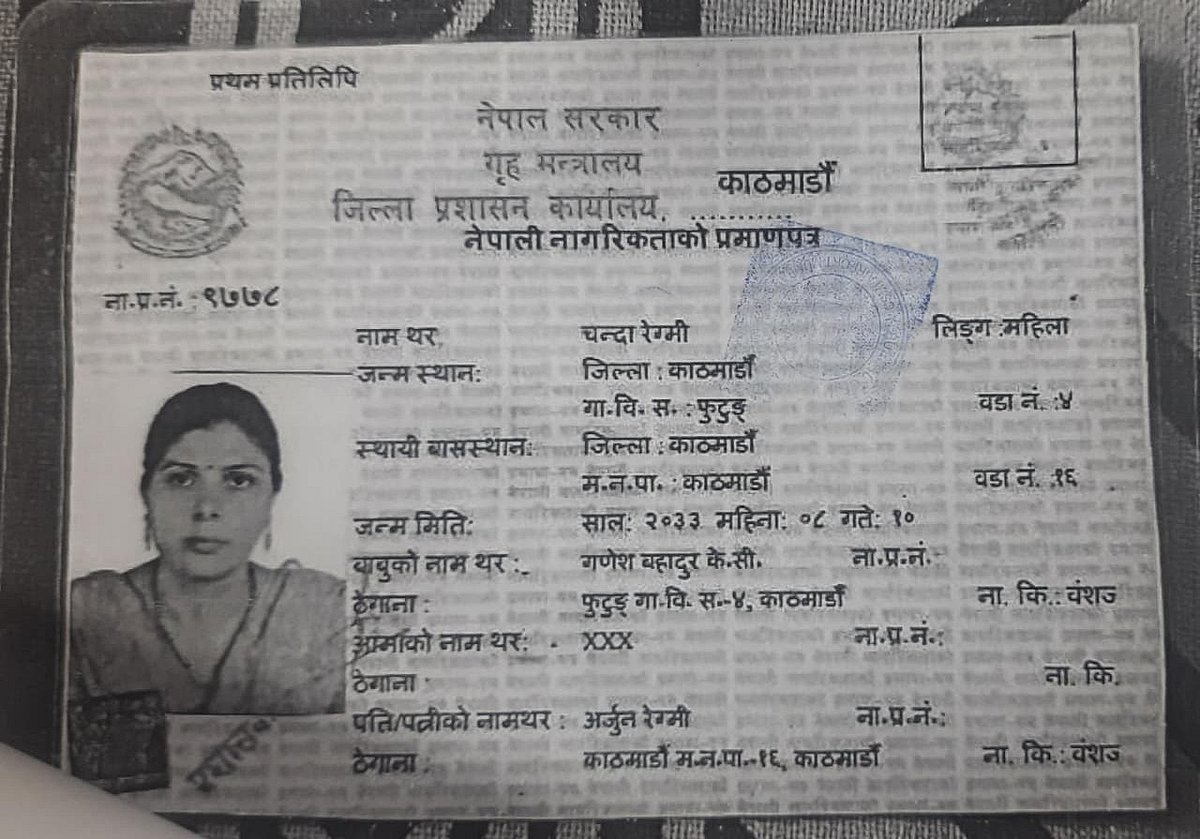 प्रथम प्रतिलिपि
नेपाल सरकार
गृह मन्त्रालय
काठमाडौं
जिल्ला प्रशासन कार्यालय, ...........
नेपाली नागरिकताको प्रमाणपत्र
ना.प्र.नं. : ९७७८
नाम थर, चन्दा रेग्मी लिङ्ग :महिला
जन्म स्थान: जिल्ला : काठमाडौं
गा.वि. स. : फुटुङ् वडा नं. :४
स्थायी बासस्थान: जिल्ला : काठमाडौं
म.न.पा. : काठमाडौं वडा नं. :१६
जन्म मिति: साल: २०३३ महिना: ०८ गते: १०
बाबुको नाम थर : गणेश बहादुर के.सी. ना.प्र.नं.:
ठेगाना : फुटुङ् गा.वि. स.-४, काठमाडौं ना. कि.: वंशज
आमाको नाम थर: XXX ना.प्र.नं.:
ठेगाना : ना. कि.
पति/पत्नीको नामथर : अर्जुन रेग्मी ना.प्र.नं.:
ठेगाना : काठमाडौं म.न.पा.-१६, काठमाडौं ना. कि.: वंशज